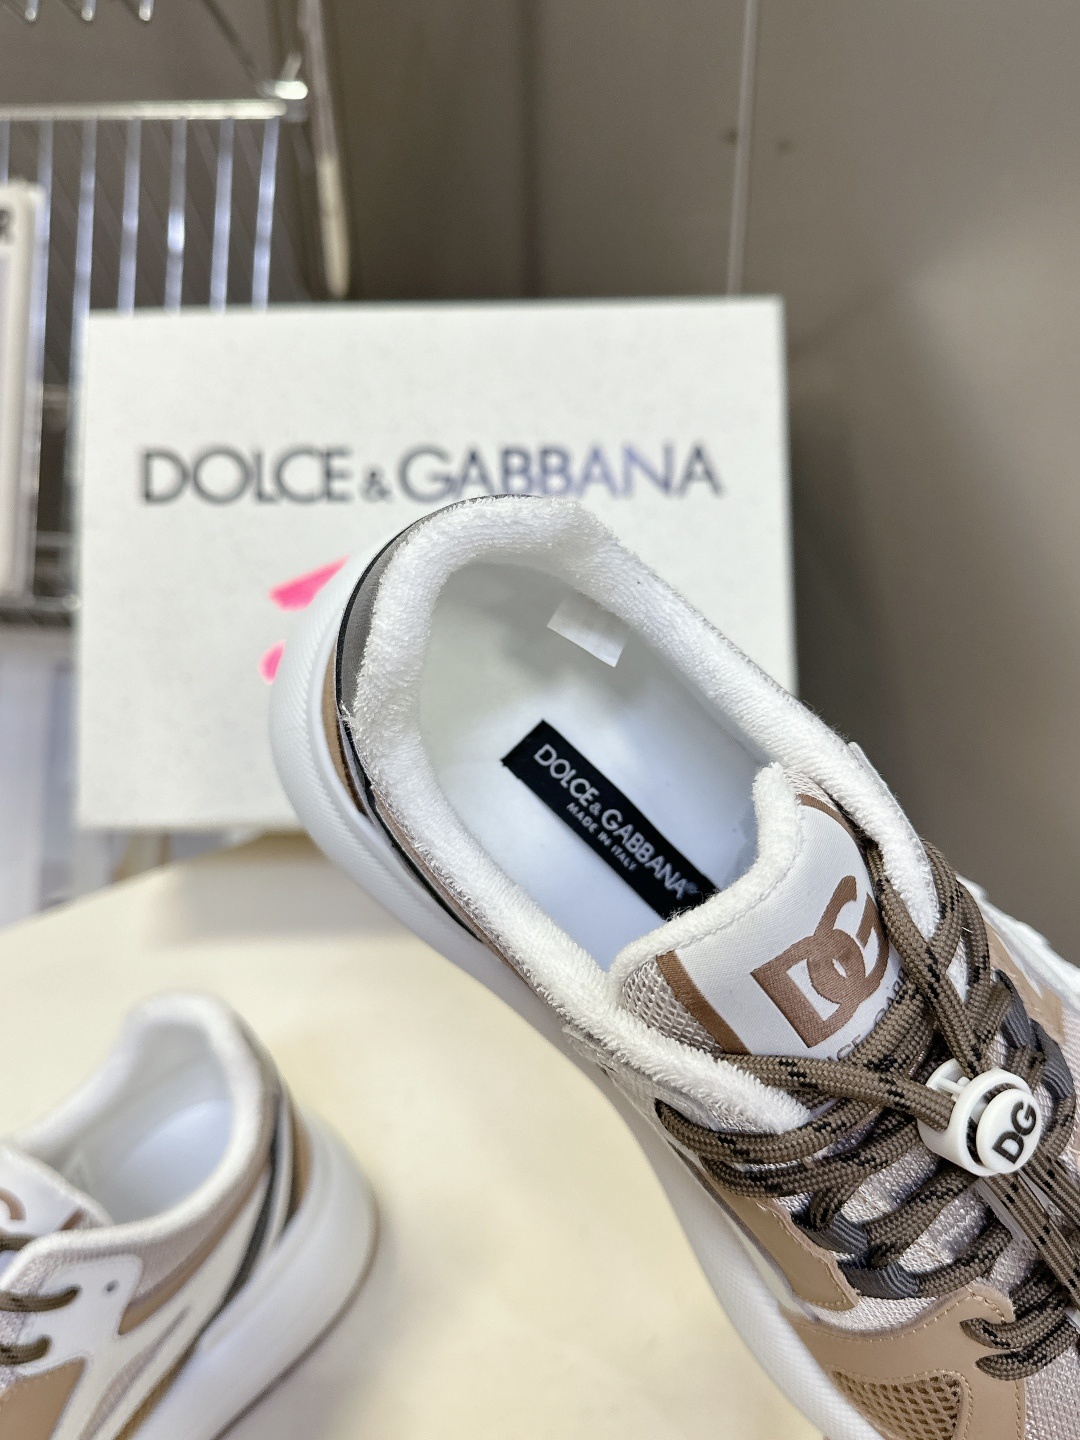 DOLCE & GABBANA
DOLCE & GABBANA®
MADE IN ITALY
DG
DG